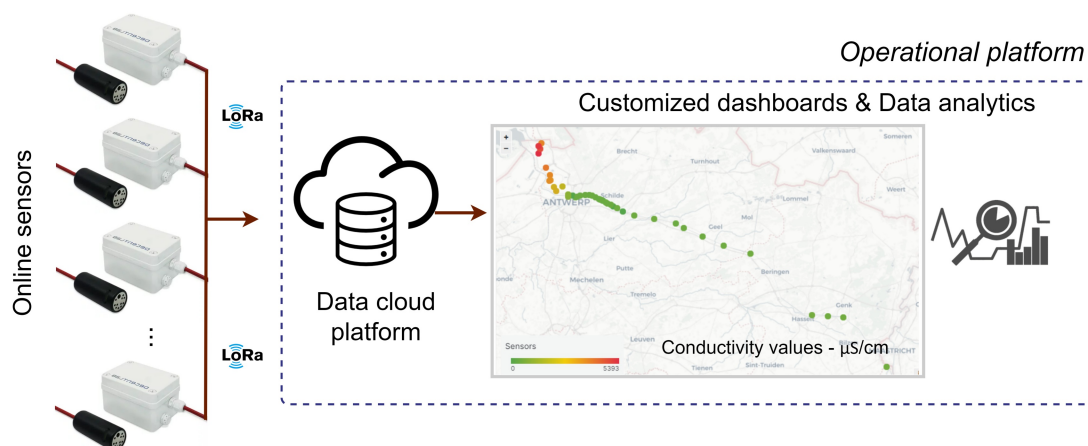 Operational platform
Customized dashboards & Data analytics
Online sensors
LoRa
LoRa
Data cloud
platform
+
−
Someren
Brecht
Turnhout
Valkenswaard
Weert
Schilde
Lommel
ANTWERP
Mol
Geel
Lier
Putte
Mechelen
Beringen
Tremelo
Genk
Hasselt
Leuven
Tienen
Sint-Truiden
Sensors
0
5393
Conductivity values - µS/cm
⋮